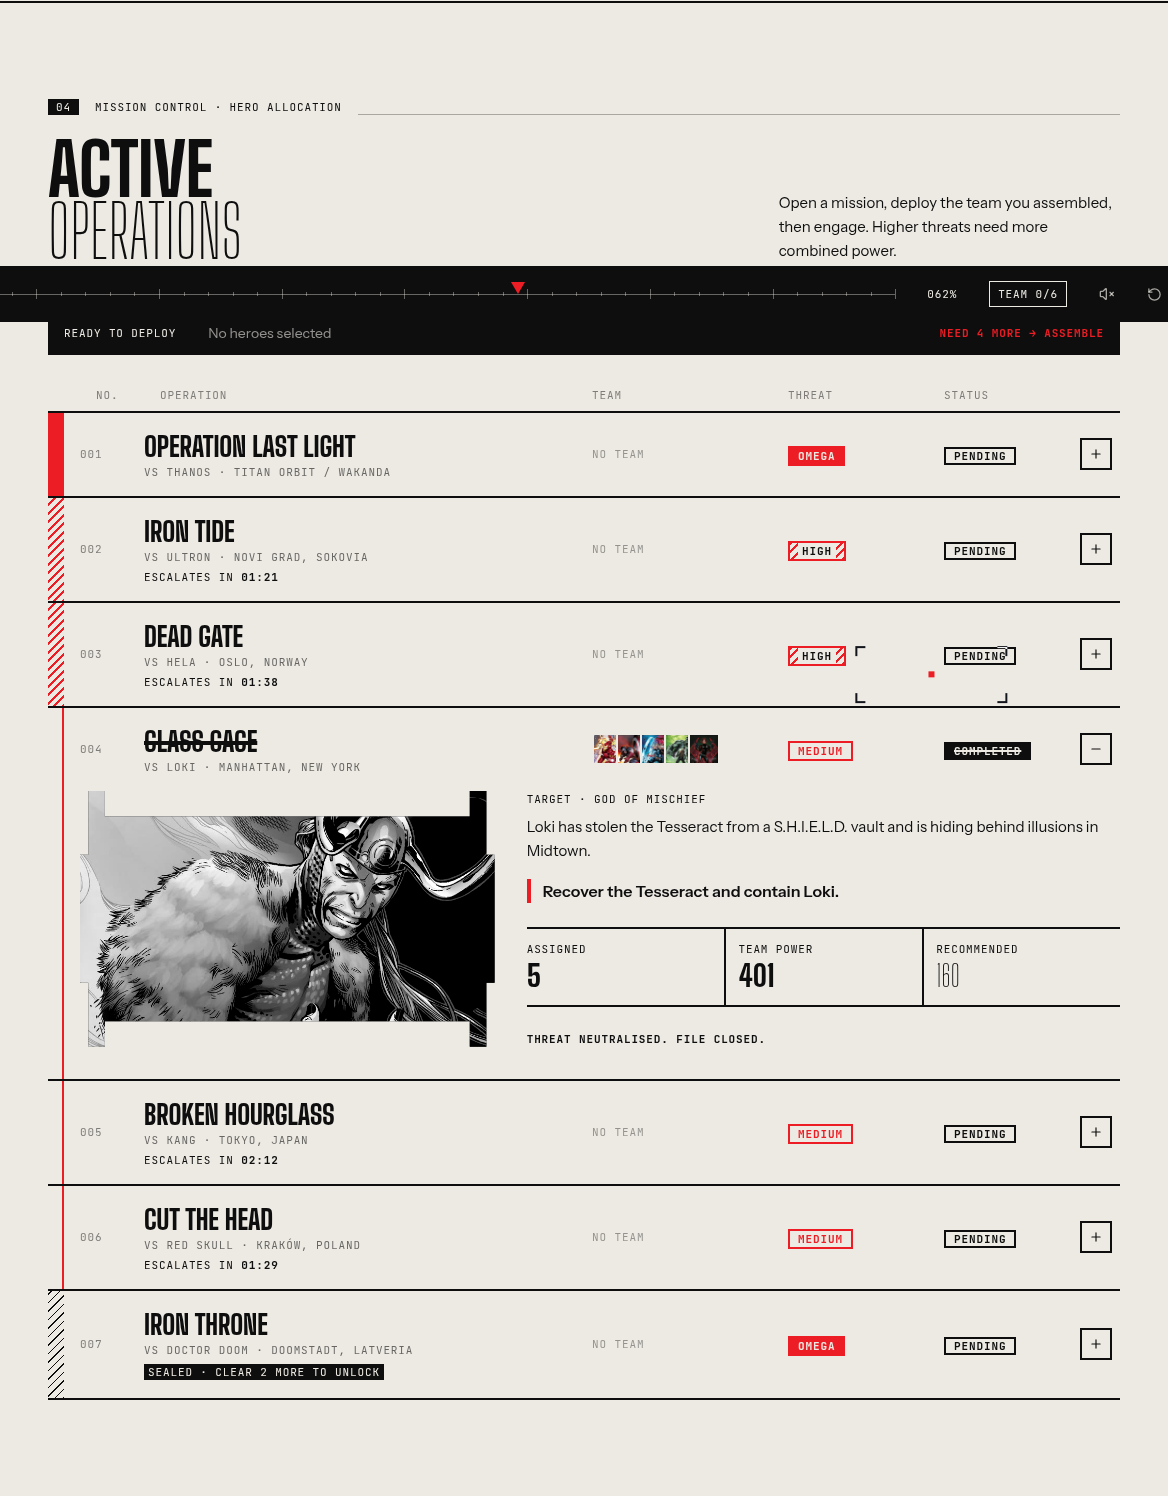 04 MISSION CONTROL · HERO ALLOCATION
ACTIVE
OPERATIONS
Open a mission, deploy the team you assembled,
then engage. Higher threats need more
combined power.
062% TEAM 0/6
READY TO DEPLOY No heroes selected NEED 4 MORE → ASSEMBLE
NO. OPERATION TEAM THREAT STATUS
001 OPERATION LAST LIGHT NO TEAM OMEGA PENDING +
VS THANOS · TITAN ORBIT / WAKANDA
002 IRON TIDE NO TEAM HIGH PENDING +
VS ULTRON · NOVI GRAD, SOKOVIA
ESCALATES IN 01:21
003 DEAD GATE NO TEAM HIGH PENDING +
VS HELA · OSLO, NORWAY
ESCALATES IN 01:38
004 GLASS CAGE MEDIUM COMPLETED −
VS LOKI · MANHATTAN, NEW YORK
TARGET · GOD OF MISCHIEF
Loki has stolen the Tesseract from a S.H.I.E.L.D. vault and is hiding behind illusions in
Midtown.
Recover the Tesseract and contain Loki.
ASSIGNED TEAM POWER RECOMMENDED
5 401 160
THREAT NEUTRALISED. FILE CLOSED.
005 BROKEN HOURGLASS NO TEAM MEDIUM PENDING +
VS KANG · TOKYO, JAPAN
ESCALATES IN 02:12
006 CUT THE HEAD NO TEAM MEDIUM PENDING +
VS RED SKULL · KRAKÓW, POLAND
ESCALATES IN 01:29
007 IRON THRONE NO TEAM OMEGA PENDING +
VS DOCTOR DOOM · DOOMSTADT, LATVERIA
SEALED · CLEAR 2 MORE TO UNLOCK